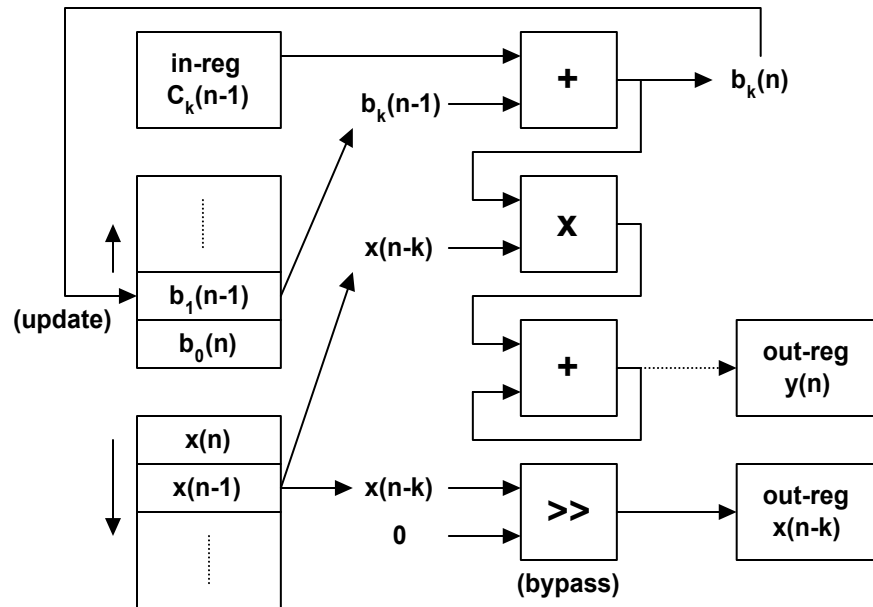 in-reg
C_k(n-1)
+
b_k(n)
b_k(n-1)
x
x(n-k)
b_1(n-1)
(update)
b_0(n)
+
out-reg
y(n)
x(n)
x(n-1)
x(n-k)
0
>>
(bypass)
out-reg
x(n-k)